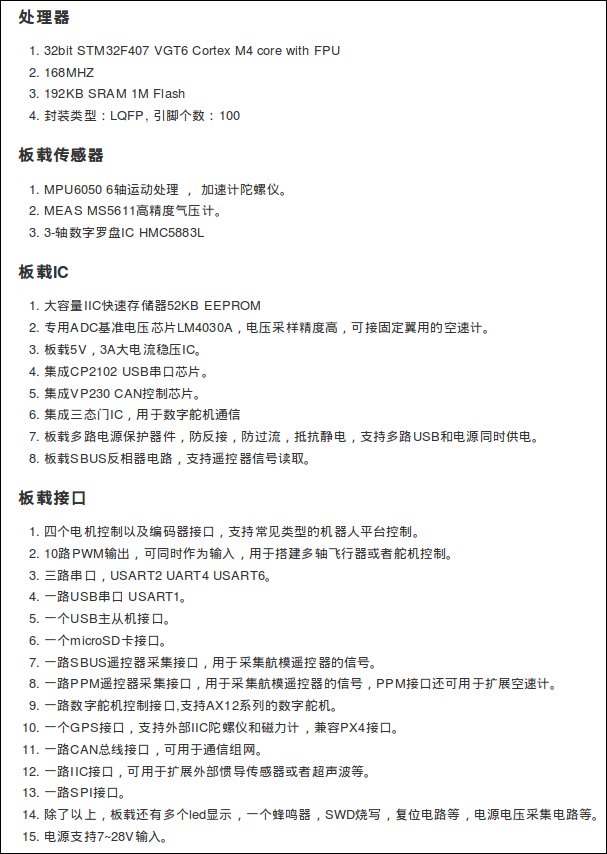 处理器
1. 32bit STM32F407 VGT6 Cortex M4 core with FPU
2. 168MHZ
3. 192KB SRAM 1M Flash
4. 封装类型：LQFP, 引脚个数：100
板载传感器
1. MPU6050 6轴运动处理 ， 加速计陀螺仪。
2. MEAS MS5611高精度气压计。
3. 3-轴数字罗盘IC HMC5883L
板载IC
1. 大容量IIC快速存储器52KB EEPROM
2. 专用ADC基准电压芯片LM4030A，电压采样精度高，可接固定翼用的空速计。
3. 板载5V，3A大电流稳压IC。
4. 集成CP2102 USB串口芯片。
5. 集成VP230 CAN控制芯片。
6. 集成三态门IC，用于数字舵机通信
7. 板载多路电源保护器件，防反接，防过流，抵抗静电，支持多路USB和电源同时供电。
8. 板载SBUS反相器电路，支持遥控器信号读取。
板载接口
1. 四个电机控制以及编码器接口，支持常见类型的机器人平台控制。
2. 10路PWM输出，可同时作为输入，用于搭建多轴飞行器或者舵机控制。
3. 三路串口，USART2 UART4 USART6。
4. 一路USB串口 USART1。
5. 一个USB主从机接口。
6. 一个microSD卡接口。
7. 一路SBUS遥控器采集接口，用于采集航模遥控器的信号。
8. 一路PPM遥控器采集接口，用于采集航模遥控器的信号，PPM接口还可用于扩展空速计。
9. 一路数字舵机控制接口,支持AX12系列的数字舵机。
10. 一个GPS接口，支持外部IIC陀螺仪和磁力计，兼容PX4接口。
11. 一路CAN总线接口，可用于通信组网。
12. 一路IIC接口，可用于扩展外部惯导传感器或者超声波等。
13. 一路SPI接口。
14. 除了以上，板载还有多个led显示，一个蜂鸣器，SWD烧写，复位电路等，电源电压采集电路等。
15. 电源支持7~28V输入。